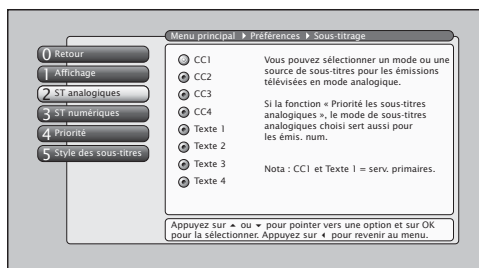 Menu principal ▶ Préférences ▶ Sous-titrage
0 Retour
1 Affichage
2 ST analogiques
3 ST numériques
4 Priorité
5 Style des sous-titres
CC1
CC2
CC3
CC4
Texte 1
Texte 2
Texte 3
Texte 4
Vous pouvez sélectionner un mode ou une
source de sous-titres pour les émissions
télévisées en mode analogique.
Si la fonction « Priorité les sous-titres
analogiques », le mode de sous-titres
analogiques choisi sert aussi pour
les émis. num.
Nota : CC1 et Texte 1 = serv. primaires.
Appuyez sur ▲ ou ▼ pour pointer vers une option et sur OK
pour la sélectionner. Appuyez sur ◀ pour revenir au menu.